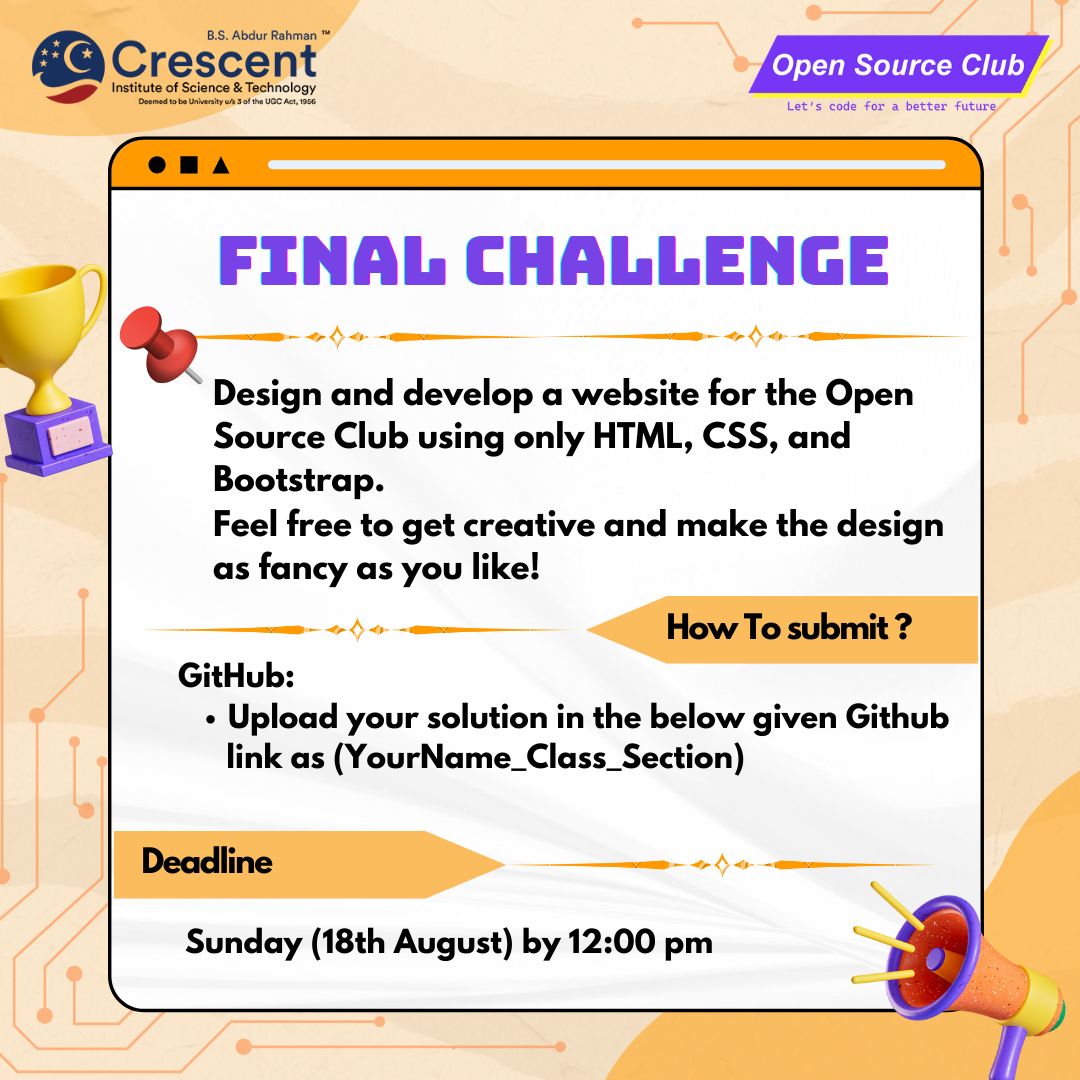 B.S. Abdur Rahman ™
Crescent
Institute of Science & Technology
Deemed to be University u/s 3 of the UGC Act, 1956
Open Source Club
Let's code for a better future
FINAL CHALLENGE
Design and develop a website for the Open
Source Club using only HTML, CSS, and
Bootstrap.
Feel free to get creative and make the design
as fancy as you like!
How To submit ?
GitHub:
• Upload your solution in the below given Github
link as (YourName_Class_Section)
Deadline
Sunday (18th August) by 12:00 pm